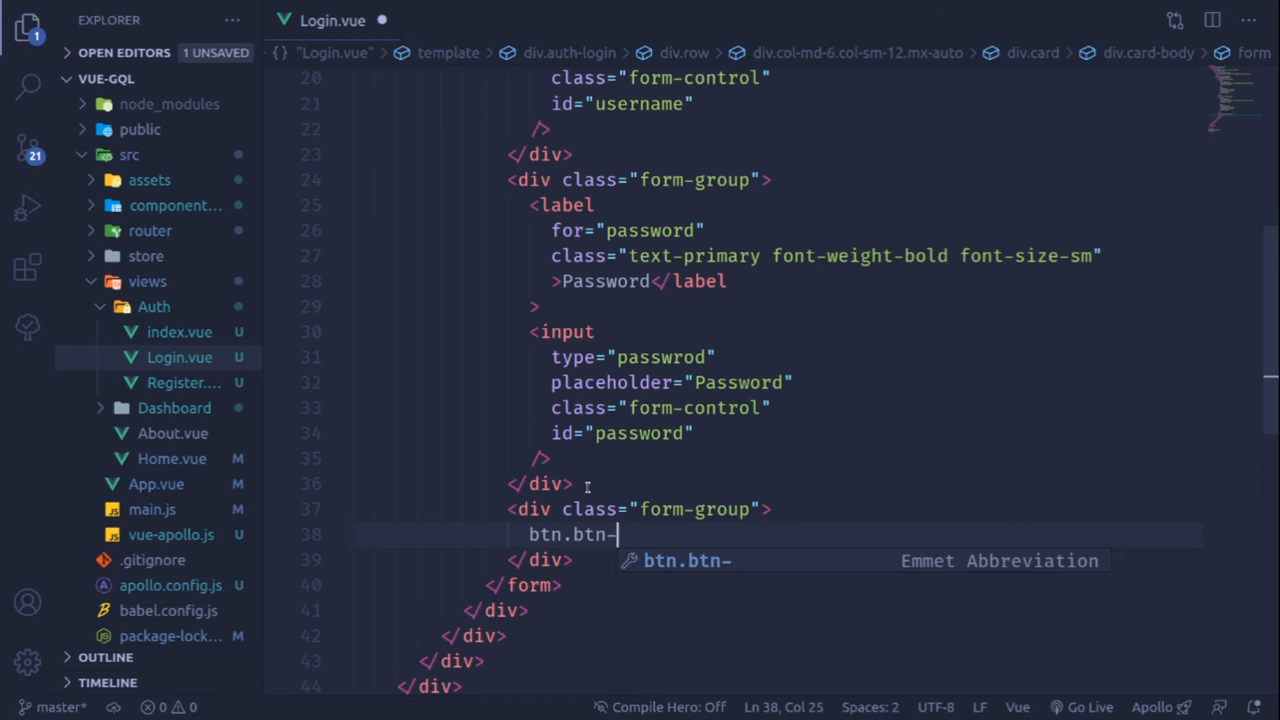 EXPLORER
Login.vue
OPEN EDITORS 1 UNSAVED
{} "Login.vue" > template > div.auth-login > div.row > div.col-md-6.col-sm-12.mx-auto > div.card > div.card-body > form
VUE-GQL
node_modules
public
src
assets
component...
router
store
views
Auth
index.vue U
Login.vue U
Register.... U
Dashboard
About.vue
Home.vue M
App.vue M
main.js M
vue-apollo.js U
.gitignore
apollo.config.js U
babel.config.js
package-lock... M
OUTLINE
TIMELINE
1
21
20 class="form-control"
21 id="username"
22 />
23 </div>
24 <div class="form-group">
25 <label
26 for="password"
27 class="text-primary font-weight-bold font-size-sm"
28 >Password</label
29 >
30 <input
31 type="passwrod"
32 placeholder="Password"
33 class="form-control"
34 id="password"
35 />
36 </div>
37 <div class="form-group">
38 btn.btn-
btn.btn- Emmet Abbreviation
39 </div>
40 </form>
41 </div>
42 </div>
43 </div>
44 </div>
master* 0 0 Compile Hero: Off Ln 38, Col 25 Spaces: 2 UTF-8 LF Vue Go Live Apollo